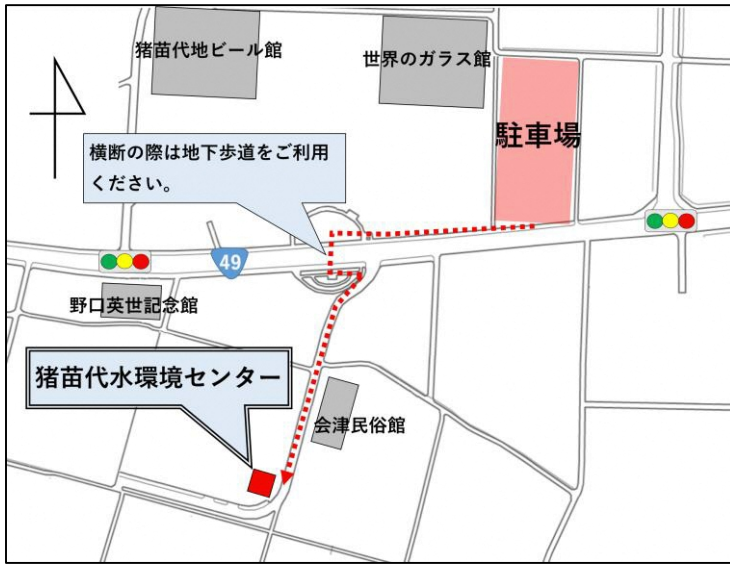 猪苗代地ビール館
世界のガラス館
駐車場
横断の際は地下歩道をご利用
ください。
49
野口英世記念館
猪苗代水環境センター
会津民俗館